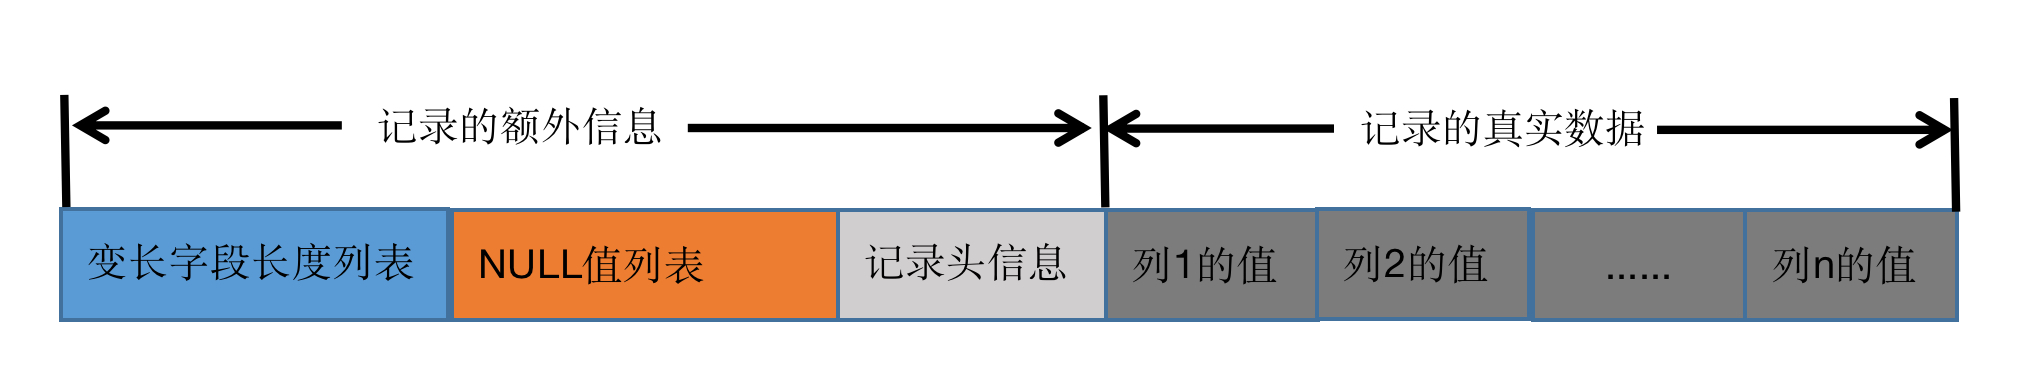 记录的额外信息 记录的真实数据
变长字段长度列表 NULL值列表 记录头信息 列1的值 列2的值 ...... 列n的值